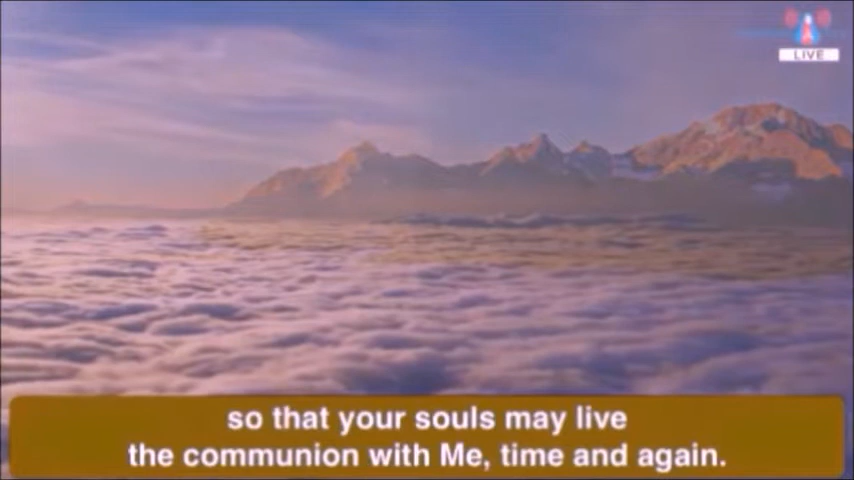 LIVE
so that your souls may live
the communion with Me, time and again.